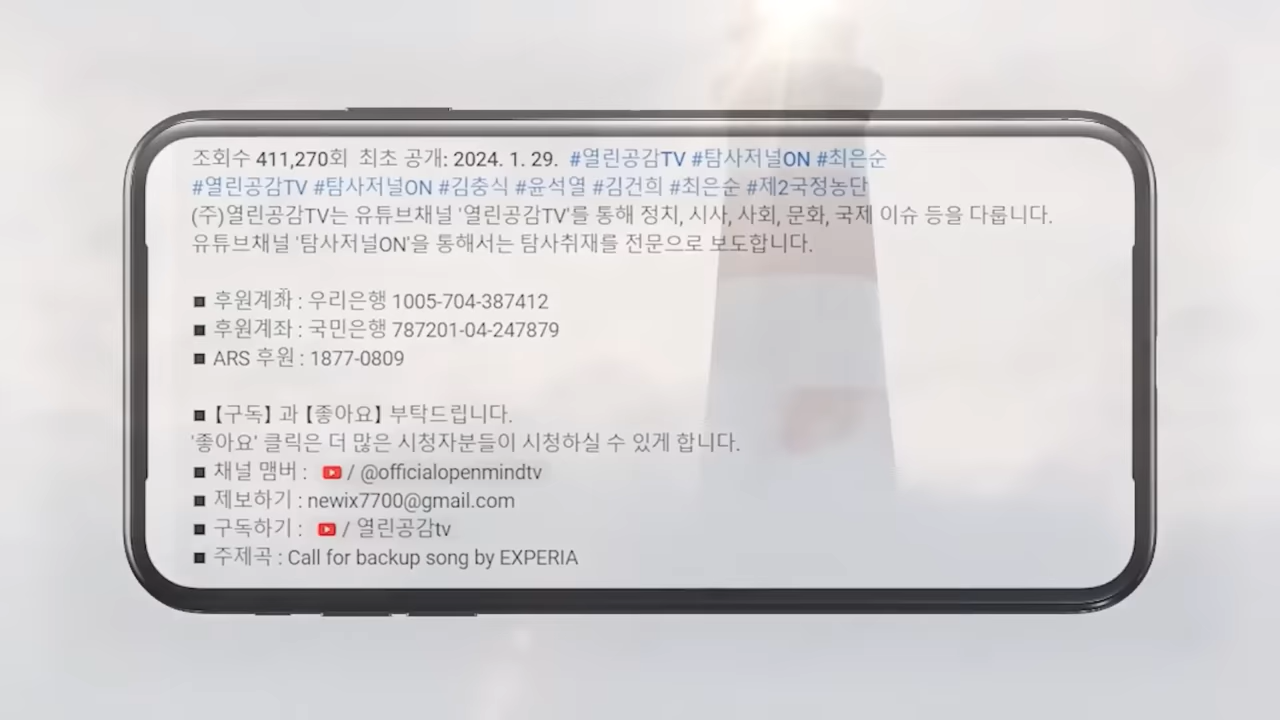 조회수 411,270회 최초 공개: 2024. 1. 29. #열린공감TV #탐사저널ON #최은순
#열린공감TV #탐사저널ON #김충식 #윤석열 #김건희 #최은순 #제2국정농단
(주)열린공감TV는 유튜브채널 '열린공감TV'를 통해 정치, 시사, 사회, 문화, 국제 이슈 등을 다룹니다.
유튜브채널 '탐사저널ON'을 통해서는 탐사취재를 전문으로 보도합니다.
■ 후원계좌 : 우리은행 1005-704-387412
■ 후원계좌 : 국민은행 787201-04-247879
■ ARS 후원 : 1877-0809
■【구독】과【좋아요】부탁드립니다.
'좋아요' 클릭은 더 많은 시청자분들이 시청하실 수 있게 합니다.
■ 채널 맴버 : / @officialopenmindtv
■ 제보하기 : newix7700@gmail.com
■ 구독하기 : / 열린공감tv
■ 주제곡 : Call for backup song by EXPERIA